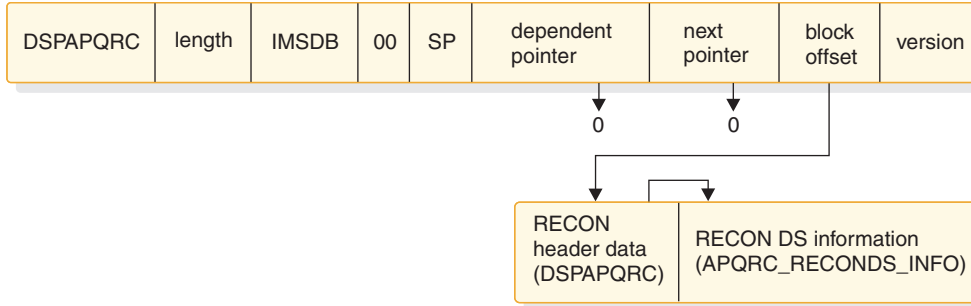 DSPAPQRC
length
IMSDB
00
SP
dependent
pointer
next
pointer
block
offset
version
0
0
RECON
header data
(DSPAPQRC)
RECON DS information
(APQRC_RECONDS_INFO)